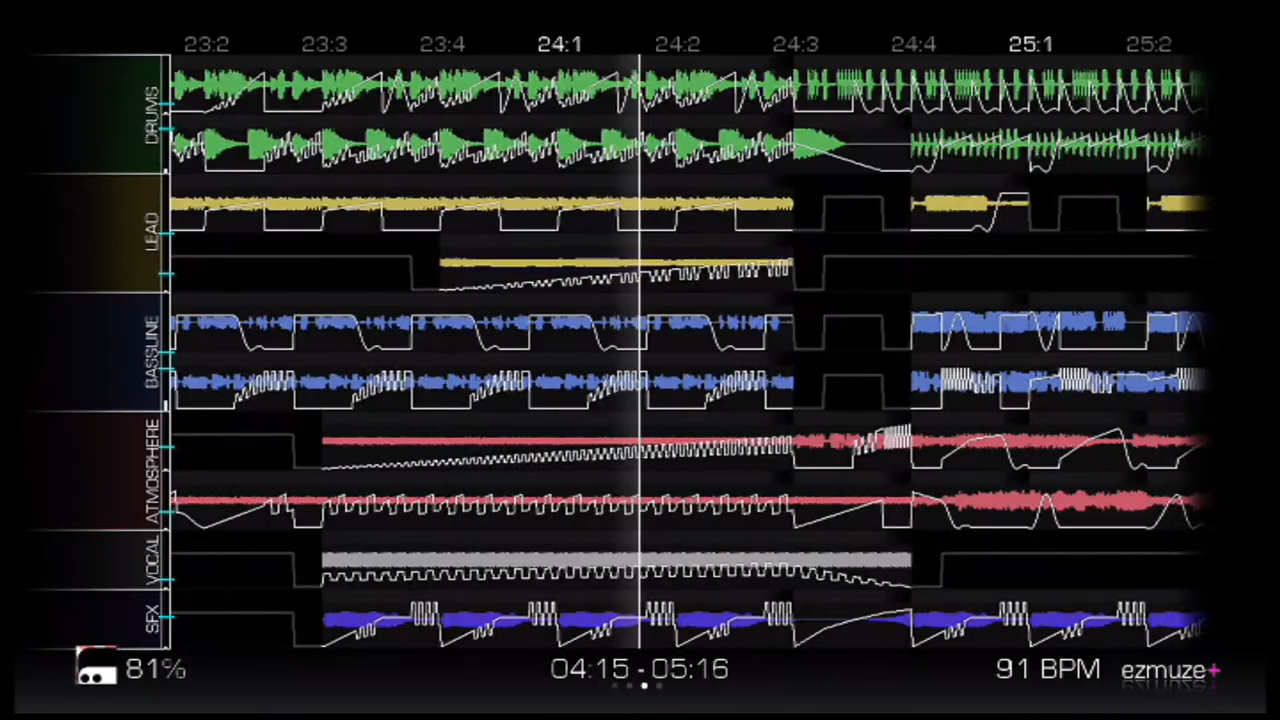 23:2 23:3 23:4 24:1 24:2 24:3 24:4 25:1 25:2
DRUMS
LEAD
BASSLINE
ATMOSPHERE
VOCAL
SFX
81% 04:15 - 05:16 91 BPM ezmuze+